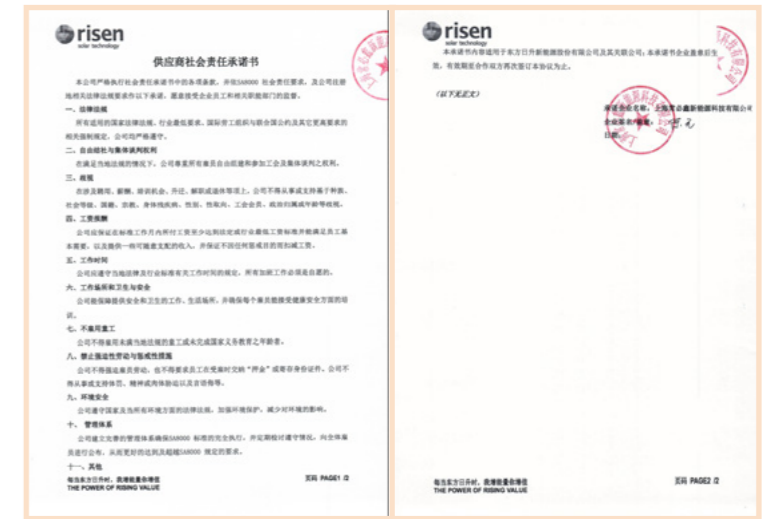 risen
solar technology
供应商社会责任承诺书
本公司严格执行社会责任承诺书中的各项条款，并依SA8000 社会责任要求，及公司注册
地相关法律法规要求作以下承诺，愿意接受企业员工和相关职能部门的监督。
一、法律法规
所有适用的国家法律法规、行业最低要求、国际劳工组织与联合国公约及其它更高要求的
相关强制规定，公司均严格遵守。
二、自由结社与集体谈判权利
在满足当地法规的情况下，公司尊重所有雇员自由组建和参加工会及集体谈判之权利。
三、歧视
在涉及聘用、薪酬、培训机会、升迁、解职或退休等项上，公司不得从事或支持基于种族、
社会等级、国籍、宗教、身体残疾病、性别、性取向、工会会员、政治归属或年龄等歧视。
四、工资报酬
公司应保证在标准工作月内所付工资至少达到法定或行业最低工资标准并能满足员工基
本需要，以及提供一些可随意支配的收入，并保证不因任何惩戒目的而扣减工资。
五、工作时间
公司应遵守当地法律及行业标准有关工作时间的规定，所有加班工作必须是自愿的。
六、工作场所和卫生与安全
公司能保障提供安全和卫生的工作、生活场所，并确保每个雇员能接受健康安全方面的培
训。
七、不雇用童工
公司不得雇用未满当地法规的童工或未完成国家义务教育之年龄者。
八、禁止强迫性劳动与惩戒性措施
公司不得强迫雇员劳动，也不得要求员工在受雇时交纳“押金”或寄存身份证件。公司不
得从事或支持体罚、精神或肉体胁迫以及言语侮辱。
九、环境安全
公司遵守国家及当所有环境方面的法律法规，加强环境保护，减少对环境的影响。
十、 管理体系
公司建立完善的管理体系确保SA8000 标准的完全执行，并定期检讨遵守情况，向全体雇
员进行公布，从而更好的达到及超越SA8000 规定的要求。
十一、其他
每当东方日升时，我增能量你增值
THE POWER OF RISING VALUE
页码 PAGE1 /2
risen
solar technology
本承诺书内容适用于东方日升新能源股份有限公司及其关联公司；本承诺书企业盖章后生
效，有效期至合作双方再次签订本协议为止。
（以下无正文）
承诺企业名称：上海 必鑫新能源科技有限公司
企业
日期：
每当东方日升时，我增能量你增值
THE POWER OF RISING VALUE
页码 PAGE2 /2